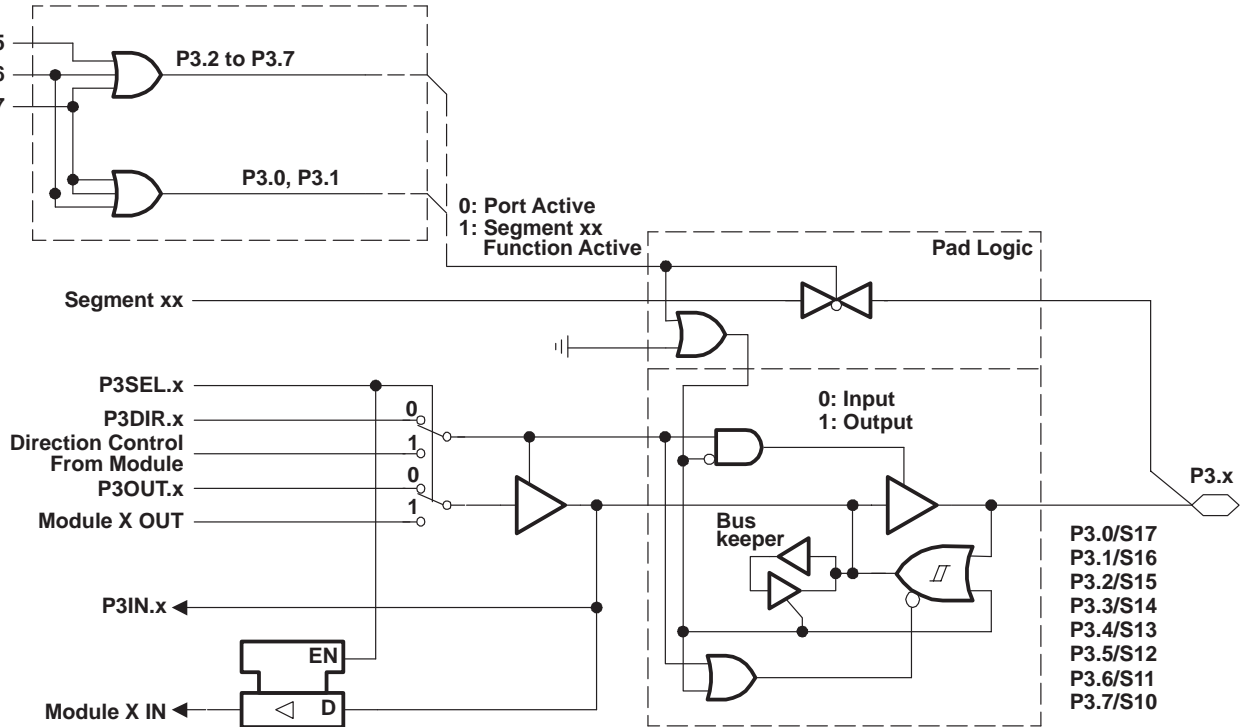 5
6
7
P3.2 to P3.7
P3.0, P3.1
0: Port Active
1: Segment xx
Function Active
Pad Logic
Segment xx
P3SEL.x
P3DIR.x
Direction Control
From Module
P3OUT.x
Module X OUT
0
1
0
1
0: Input
1: Output
Bus
keeper
P3.x
P3.0/S17
P3.1/S16
P3.2/S15
P3.3/S14
P3.4/S13
P3.5/S12
P3.6/S11
P3.7/S10
P3IN.x
EN
D
Module X IN